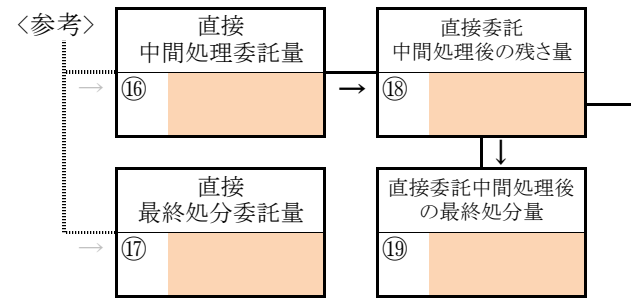 〈参考〉
直接
中間処理委託量
→ ⑯
直接委託
中間処理後の残さ量
→ ⑱
↓
直接
最終処分委託量
→ ⑰
直接委託中間処理後
の最終処分量
⑲